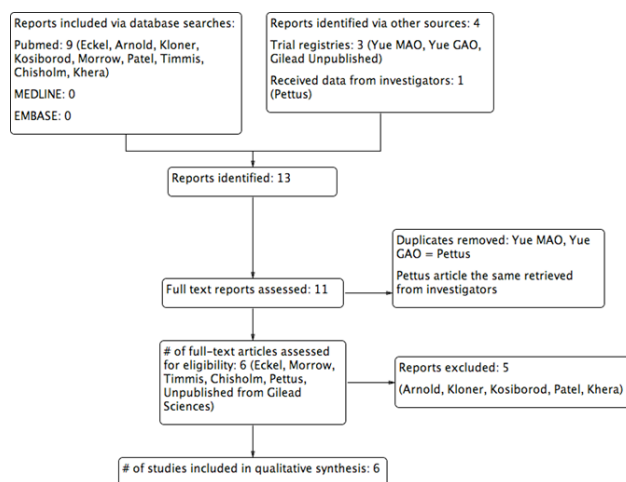 Reports included via database searches:
Pubmed: 9 (Eckel, Arnold, Kloner,
Kosiborod, Morrow, Patel, Timmis,
Chisholm, Khera)
MEDLINE: 0
EMBASE: 0
Reports identified via other sources: 4
Trial registries: 3 (Yue MAO, Yue GAO,
Gilead Unpublished)
Received data from investigators: 1
(Pettus)
Reports identified: 13
Duplicates removed: Yue MAO, Yue
GAO = Pettus
Pettus article the same retrieved
from investigators
Full text reports assessed: 11
# of full-text articles assessed
for eligibility: 6 (Eckel, Morrow,
Timmis, Chisholm, Pettus,
Unpublished from Gilead
Sciences)
Reports excluded: 5
(Arnold, Kloner, Kosiborod, Patel, Khera)
# of studies included in qualitative synthesis: 6